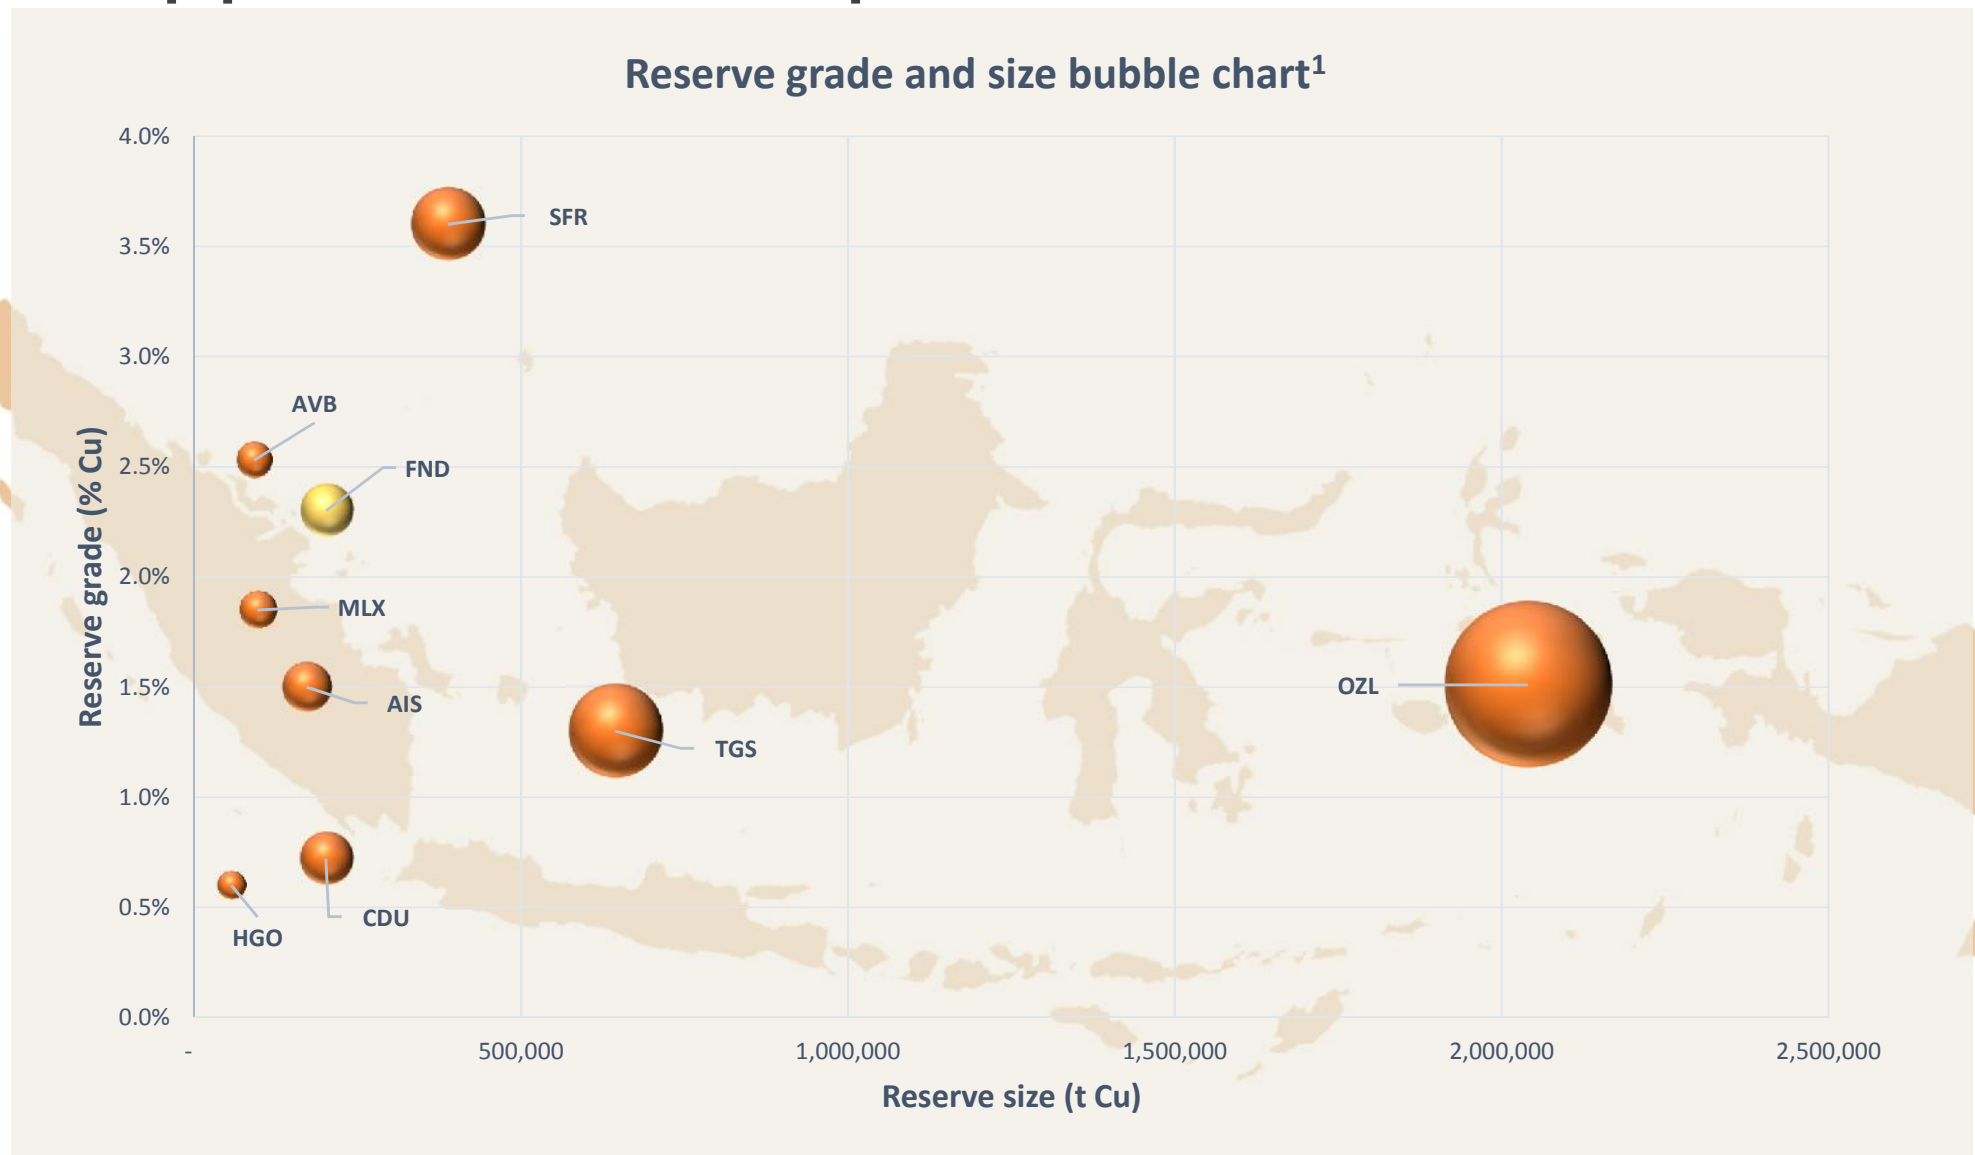 Reserve grade and size bubble chart¹
4.0%
3.5%
3.0%
2.5%
2.0%
1.5%
1.0%
0.5%
0.0%
Reserve grade (% Cu)
SFR
AVB
FND
MLX
AIS
TGS
OZL
CDU
HGO
-
500,000
1,000,000
1,500,000
2,000,000
2,500,000
Reserve size (t Cu)